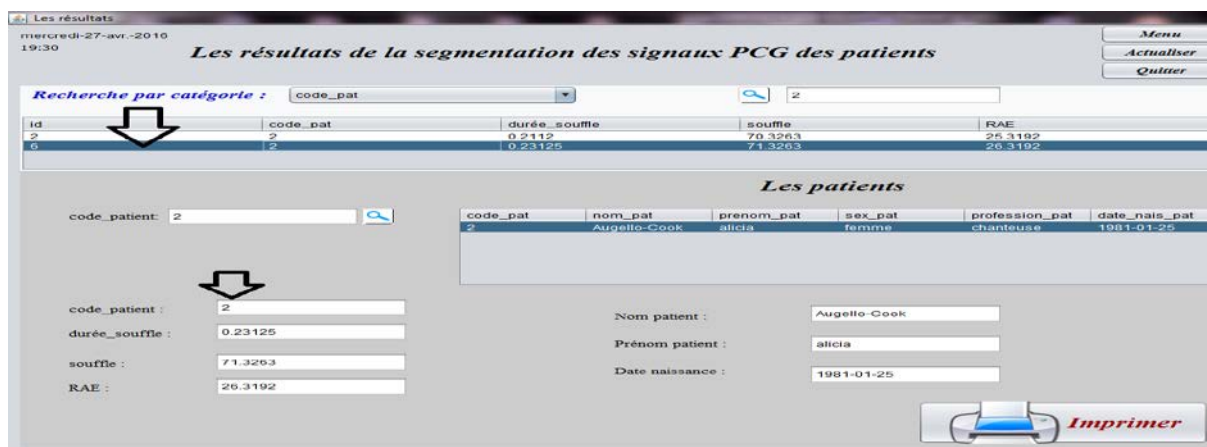 Les résultats
mercredi-27-avr.-2016
19:30
Les résultats de la segmentation des signaux PCG des patients
Menu
Actualiser
Quitter
Recherche par catégorie : code_pat 2
id code_pat durée_souffle souffle RAE
2 2 0.2112 70.3263 25.3192
6 2 0.23125 71.3263 26.3192
Les patients
code_patient: 2
code_pat nom_pat prenom_pat sex_pat profession_pat date_nais_pat
2 Augello-Cook alicia femme chanteuse 1981-01-25
code_patient : 2
durée_souffle : 0.23125
souffle : 71.3263
RAE : 26.3192
Nom patient : Augello-Cook
Prénom patient : alicia
Date naissance : 1981-01-25
Imprimer